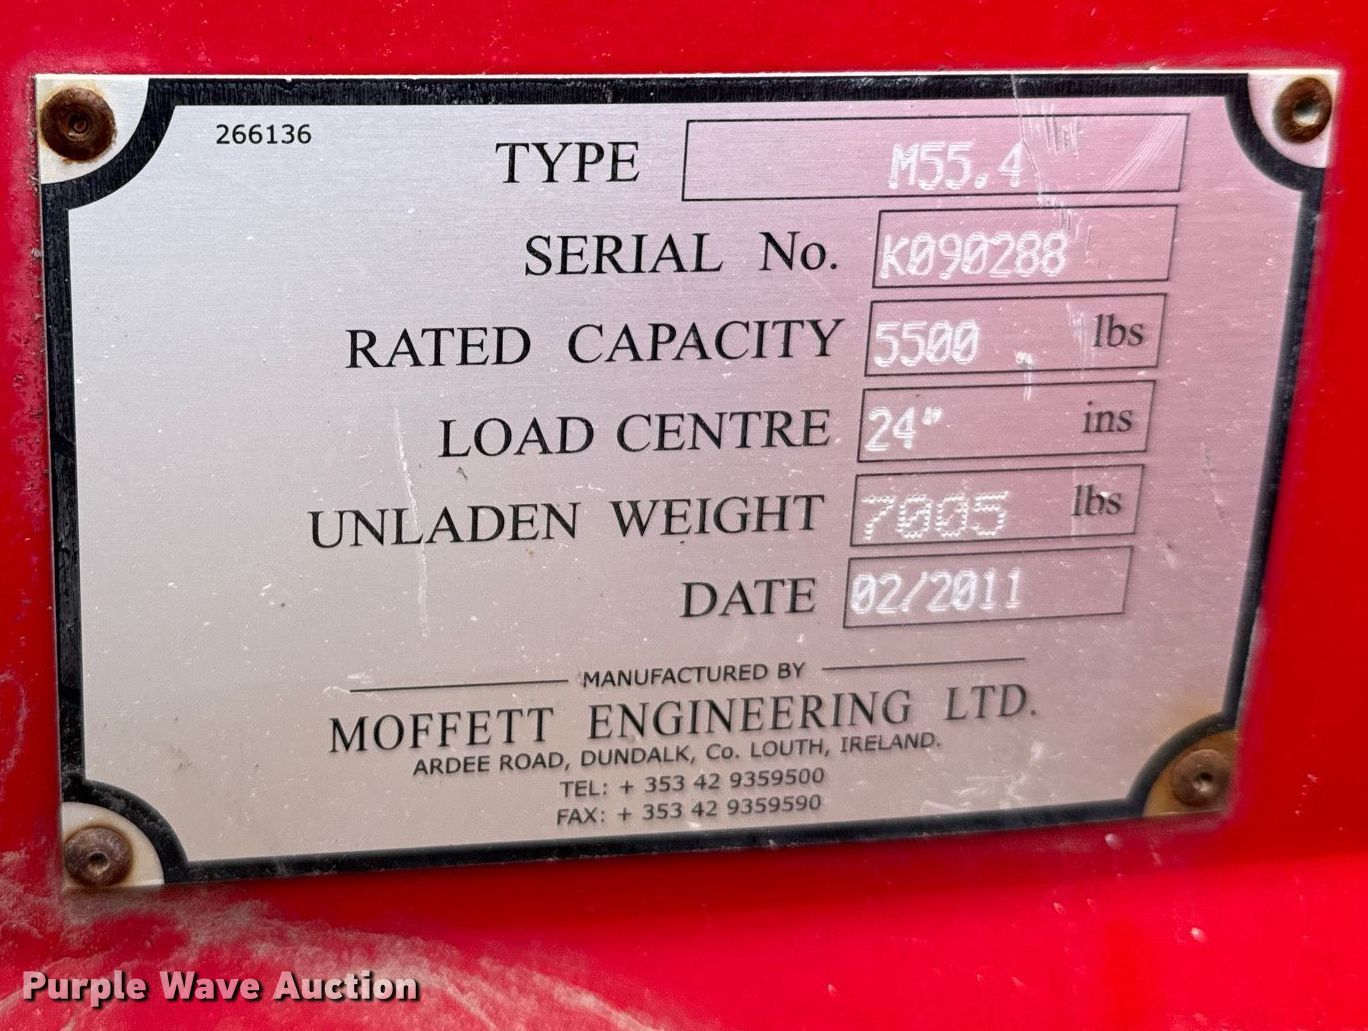 266136
TYPE M55.4
SERIAL No. K090288
RATED CAPACITY 5500 lbs
LOAD CENTRE 24" ins
UNLADEN WEIGHT 7005 lbs
DATE 02/2011
MANUFACTURED BY
MOFFETT ENGINEERING LTD.
ARDEE ROAD, DUNDALK, Co. LOUTH, IRELAND.
TEL: + 353 42 9359500
FAX: + 353 42 9359590
Purple Wave Auction